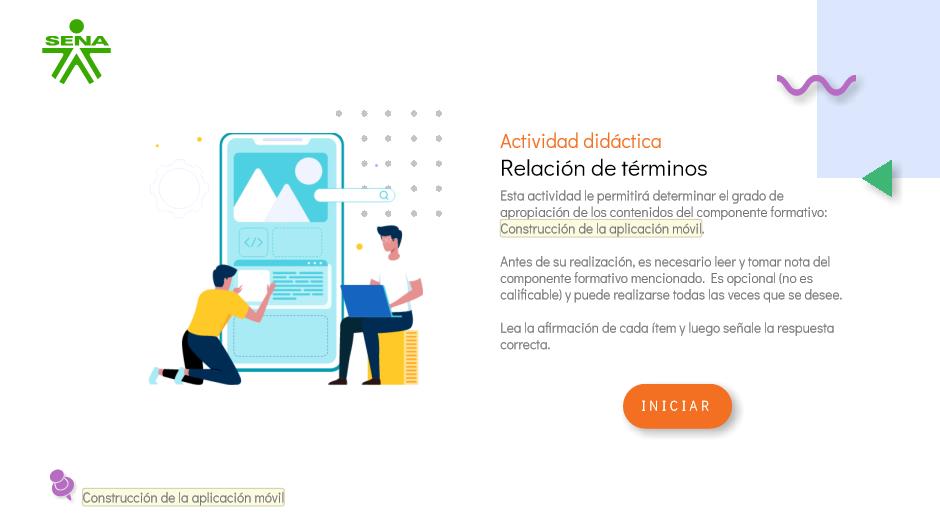 SENA
Actividad didáctica
Relación de términos
Esta actividad le permitirá determinar el grado de
apropiación de los contenidos del componente formativo:
Construcción de la aplicación móvil.
Antes de su realización, es necesario leer y tomar nota del
componente formativo mencionado. Es opcional (no es
calificable) y puede realizarse todas las veces que se desee.
Lea la afirmación de cada ítem y luego señale la respuesta
correcta.
</>
INICIAR
Construcción de la aplicación móvil